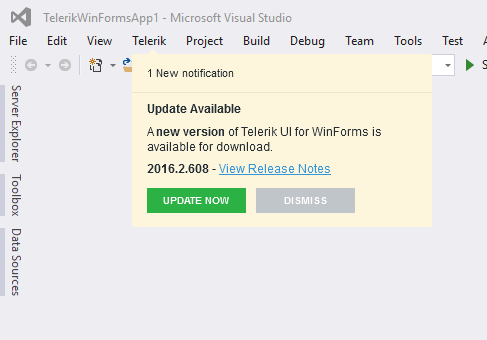 TelerikWinFormsApp1 - Microsoft Visual Studio
File Edit View Telerik Project Build Debug Team Tools Test
1 New notification
Update Available
A new version of Telerik UI for WinForms is
available for download.
2016.2.608 - View Release Notes
UPDATE NOW DISMISS
Server Explorer
Toolbox
Data Sources